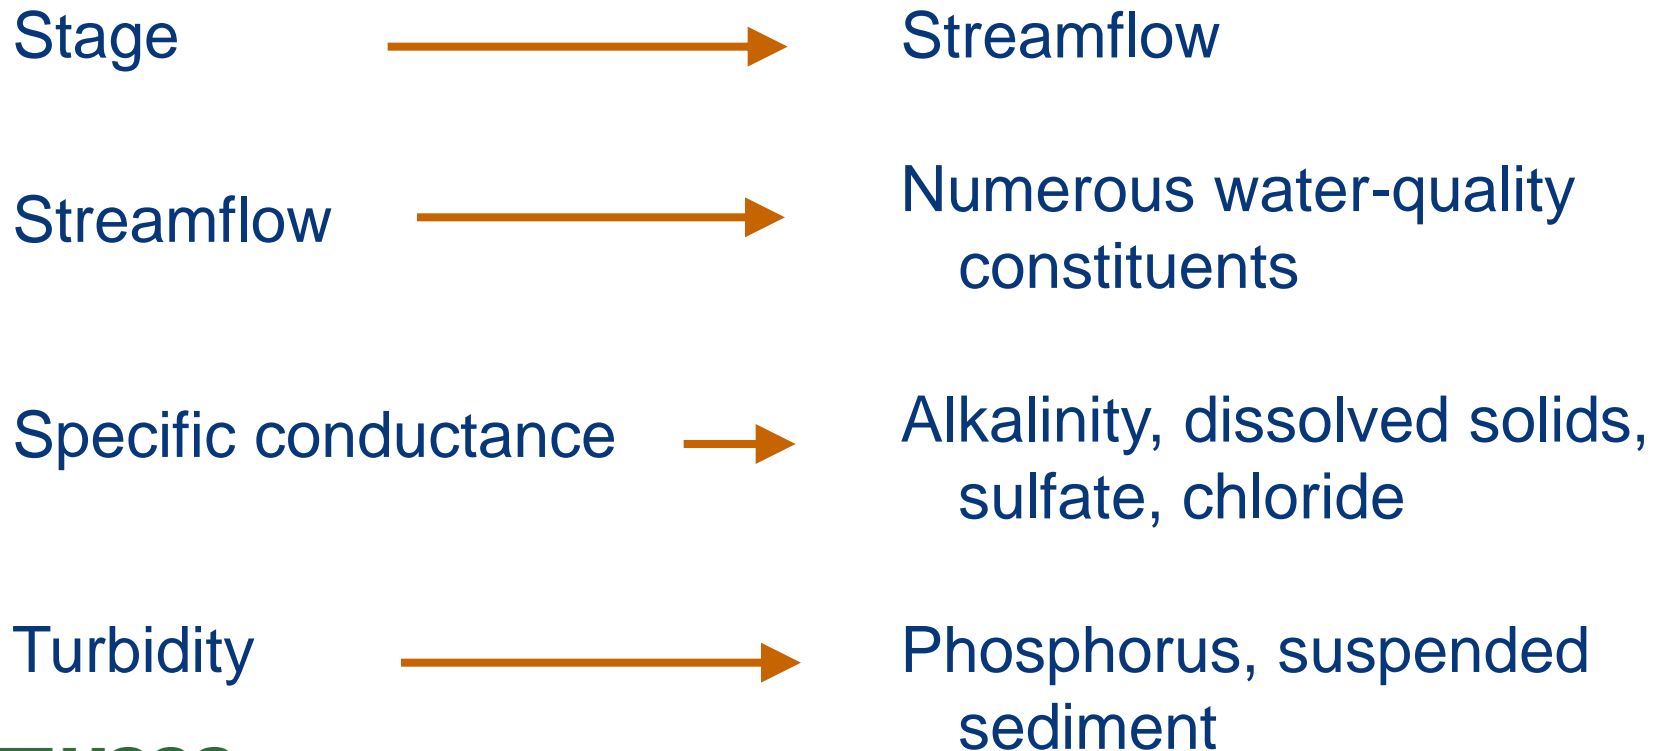 Stage
Streamflow
Streamflow
Numerous water-quality
constituents
Specific conductance
Alkalinity, dissolved solids,
sulfate, chloride
Turbidity
Phosphorus, suspended
sediment